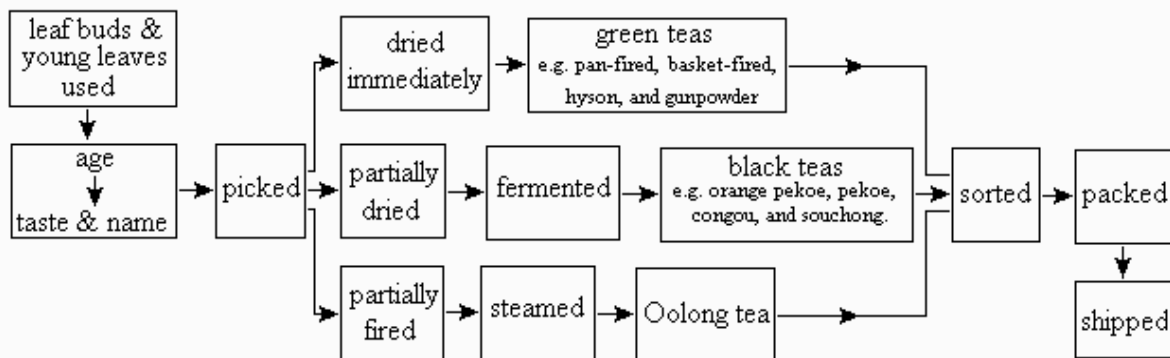 leaf buds &
young leaves
used
age
taste & name
picked
dried
immediately
green teas
e.g. pan-fired, basket-fired,
hyson, and gunpowder
partially
dried
fermented
black teas
e.g. orange pekoe, pekoe,
congou, and souchong.
partially
fired
steamed
Oolong tea
sorted
packed
shipped